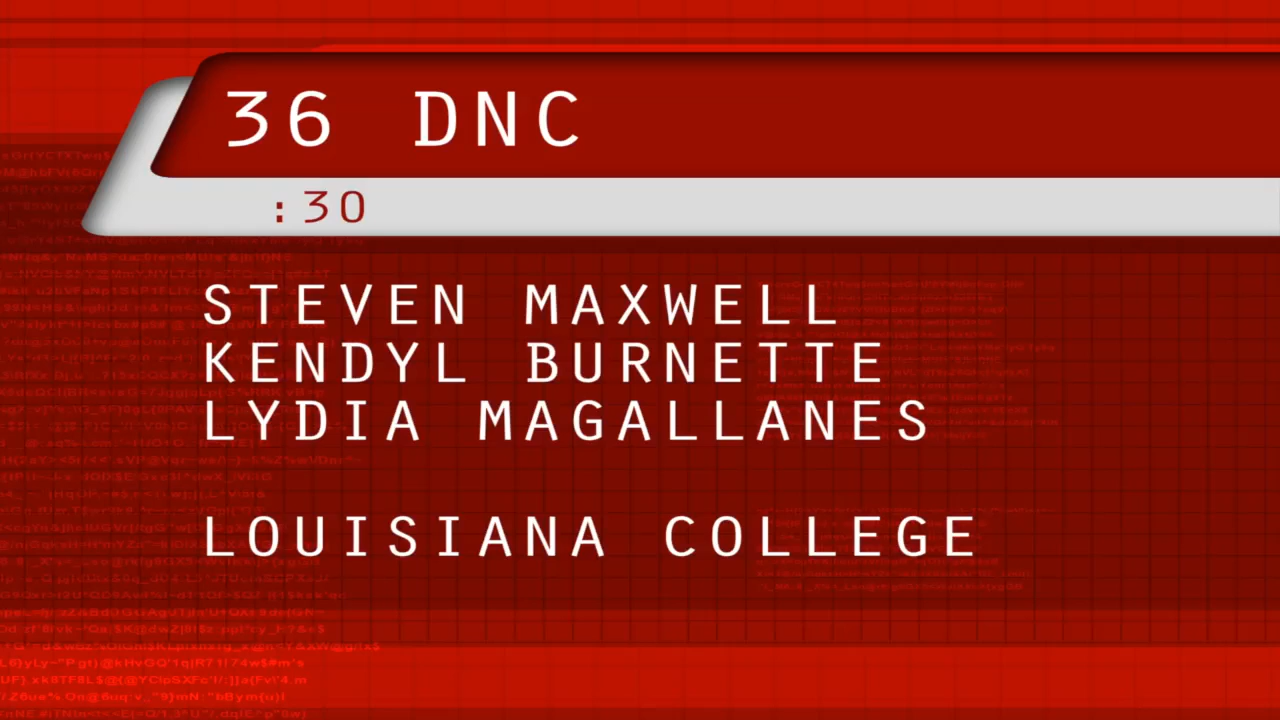 36 DNC
:30
STEVEN MAXWELL
KENDYL BURNETTE
LYDIA MAGALLANES
LOUISIANA COLLEGE